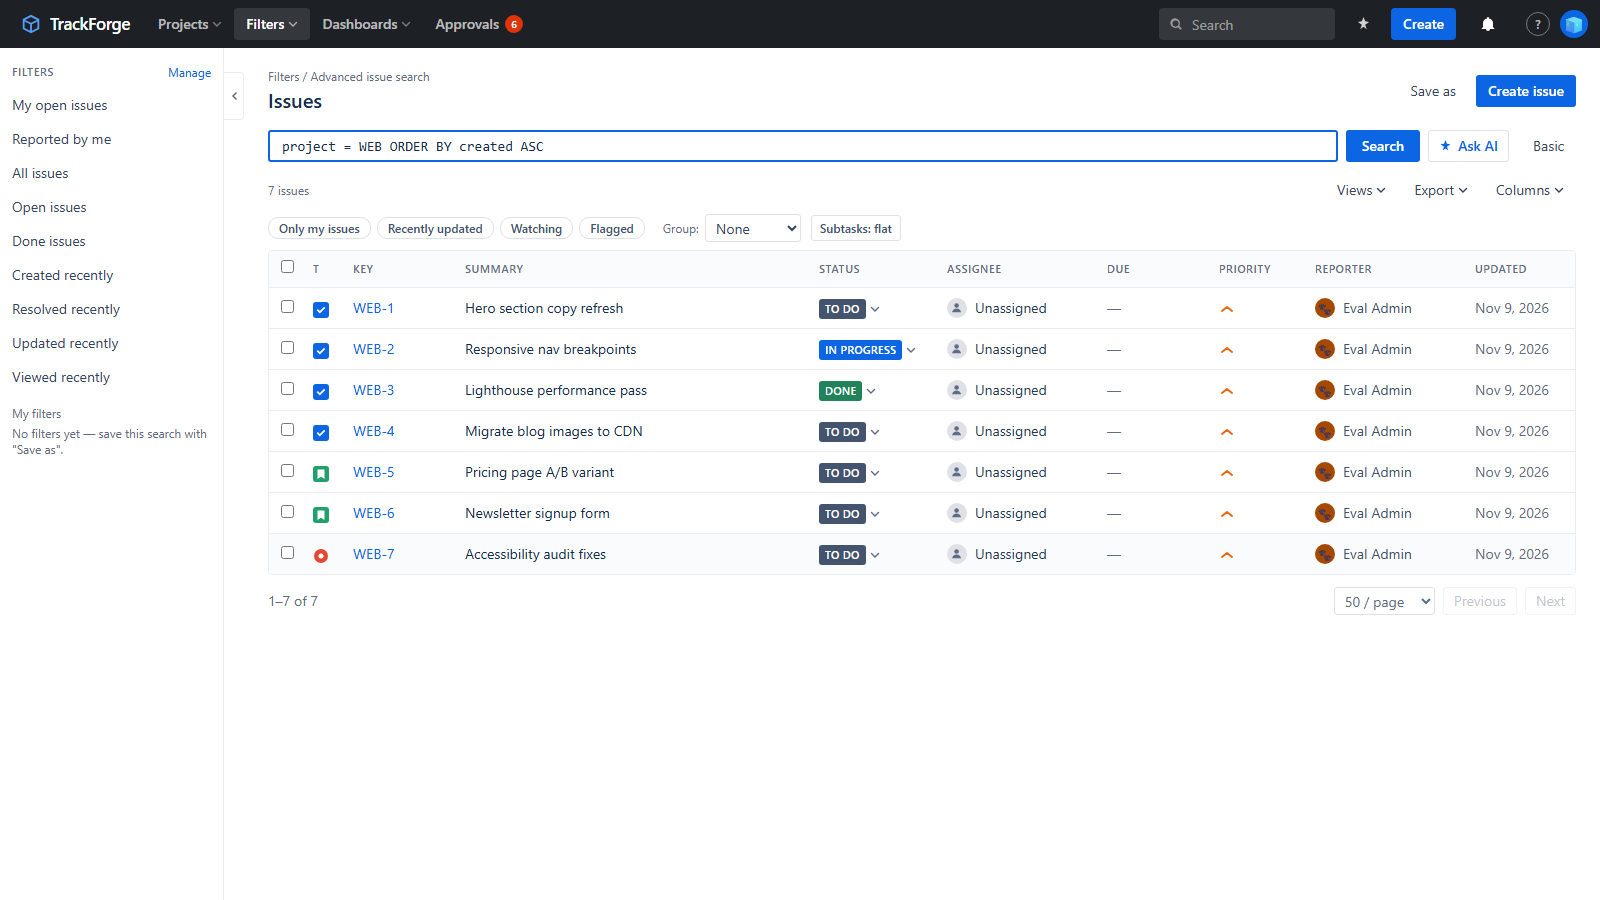 TrackForge Projects Filters Dashboards Approvals 6 Search Create ?
FILTERS Manage
My open issues
Reported by me
All issues
Open issues
Done issues
Created recently
Resolved recently
Updated recently
Viewed recently
My filters
No filters yet — save this search with
"Save as".
Filters / Advanced issue search
Issues
Save as Create issue
project = WEB ORDER BY created ASC Search Ask AI Basic
7 issues Views Export Columns
Only my issues Recently updated Watching Flagged Group: None Subtasks: flat
T KEY SUMMARY STATUS ASSIGNEE DUE PRIORITY REPORTER UPDATED
WEB-1 Hero section copy refresh TO DO Unassigned — Eval Admin Nov 9, 2026
WEB-2 Responsive nav breakpoints IN PROGRESS Unassigned — Eval Admin Nov 9, 2026
WEB-3 Lighthouse performance pass DONE Unassigned — Eval Admin Nov 9, 2026
WEB-4 Migrate blog images to CDN TO DO Unassigned — Eval Admin Nov 9, 2026
WEB-5 Pricing page A/B variant TO DO Unassigned — Eval Admin Nov 9, 2026
WEB-6 Newsletter signup form TO DO Unassigned — Eval Admin Nov 9, 2026
WEB-7 Accessibility audit fixes TO DO Unassigned — Eval Admin Nov 9, 2026
1–7 of 7 50 / page Previous Next